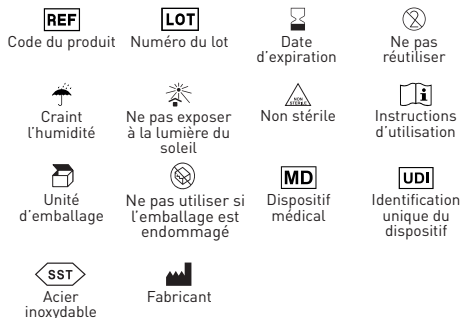 REF
LOT
Code du produit
Numéro du lot
Date
d'expiration
2
Ne pas
réutiliser
Craint
l'humidité
Ne pas exposer
à la lumière du
soleil
NON
STÉRILE
Non stérile
i
Instructions
d'utilisation
Unité
d'emballage
Ne pas utiliser si
l'emballage est
endommagé
MD
Dispositif
médical
UDI
Identification
unique du
dispositif
SST
Acier
inoxydable
Fabricant